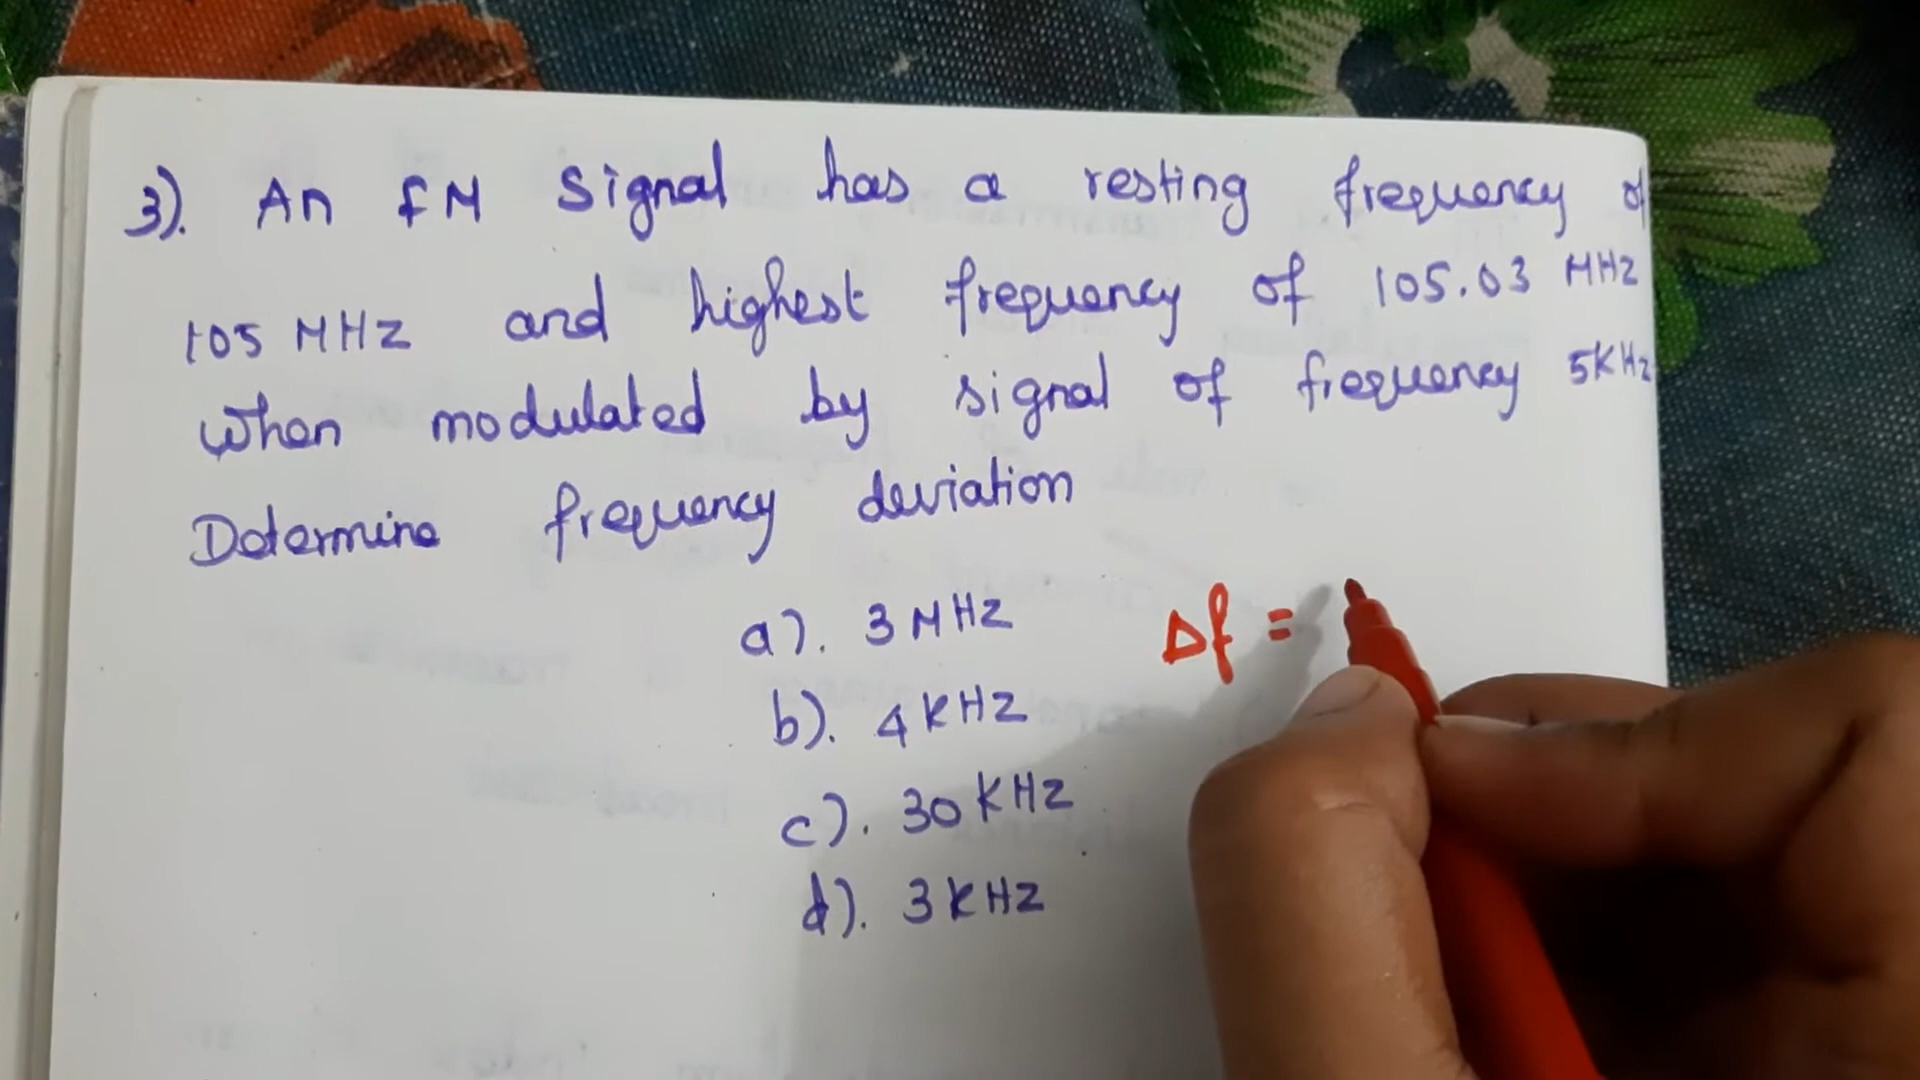 3). An FM signal has a resting frequency of
105 MHz and highest frequency of 105.03 MHz
when modulated by signal of frequency 5KHz
Determine frequency deviation
a). 3 MHz
Δf =
b). 4 KHz
c). 30 KHz
d). 3 KHz